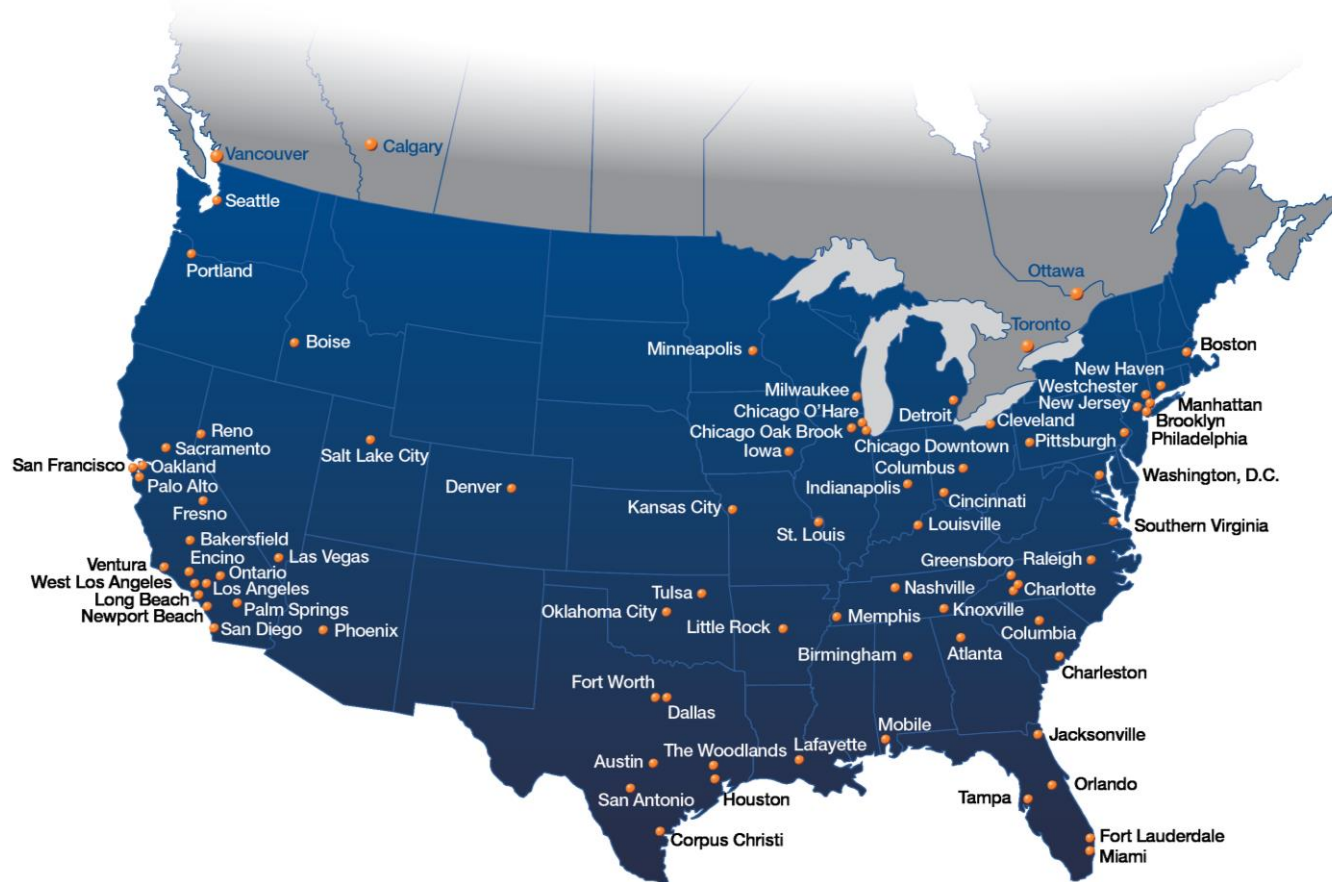 Calgary
Vancouver
Seattle
Portland
Ottawa
Toronto
Boise
Boston
Minneapolis
New Haven
Milwaukee
Westchester
Chicago O'Hare
Detroit
New Jersey
Manhattan
Cleveland
Brooklyn
Chicago Oak Brook
Reno
Philadelphia
Pittsburgh
Chicago Downtown
Sacramento
Salt Lake City
Iowa
San Francisco
Oakland
Columbus
Washington, D.C.
Palo Alto
Indianapolis
Denver
Cincinnati
Fresno
Kansas City
St. Louis
Louisville
Southern Virginia
Bakersfield
Encino
Las Vegas
Greensboro
Raleigh
Ventura
Ontario
West Los Angeles
Los Angeles
Nashville
Charlotte
Tulsa
Long Beach
Palm Springs
Knoxville
Oklahoma City
Newport Beach
Memphis
San Diego
Phoenix
Little Rock
Columbia
Atlanta
Birmingham
Charleston
Fort Worth
Dallas
Mobile
Jacksonville
Lafayette
The Woodlands
Austin
Orlando
San Antonio
Houston
Tampa
Corpus Christi
Fort Lauderdale
Miami